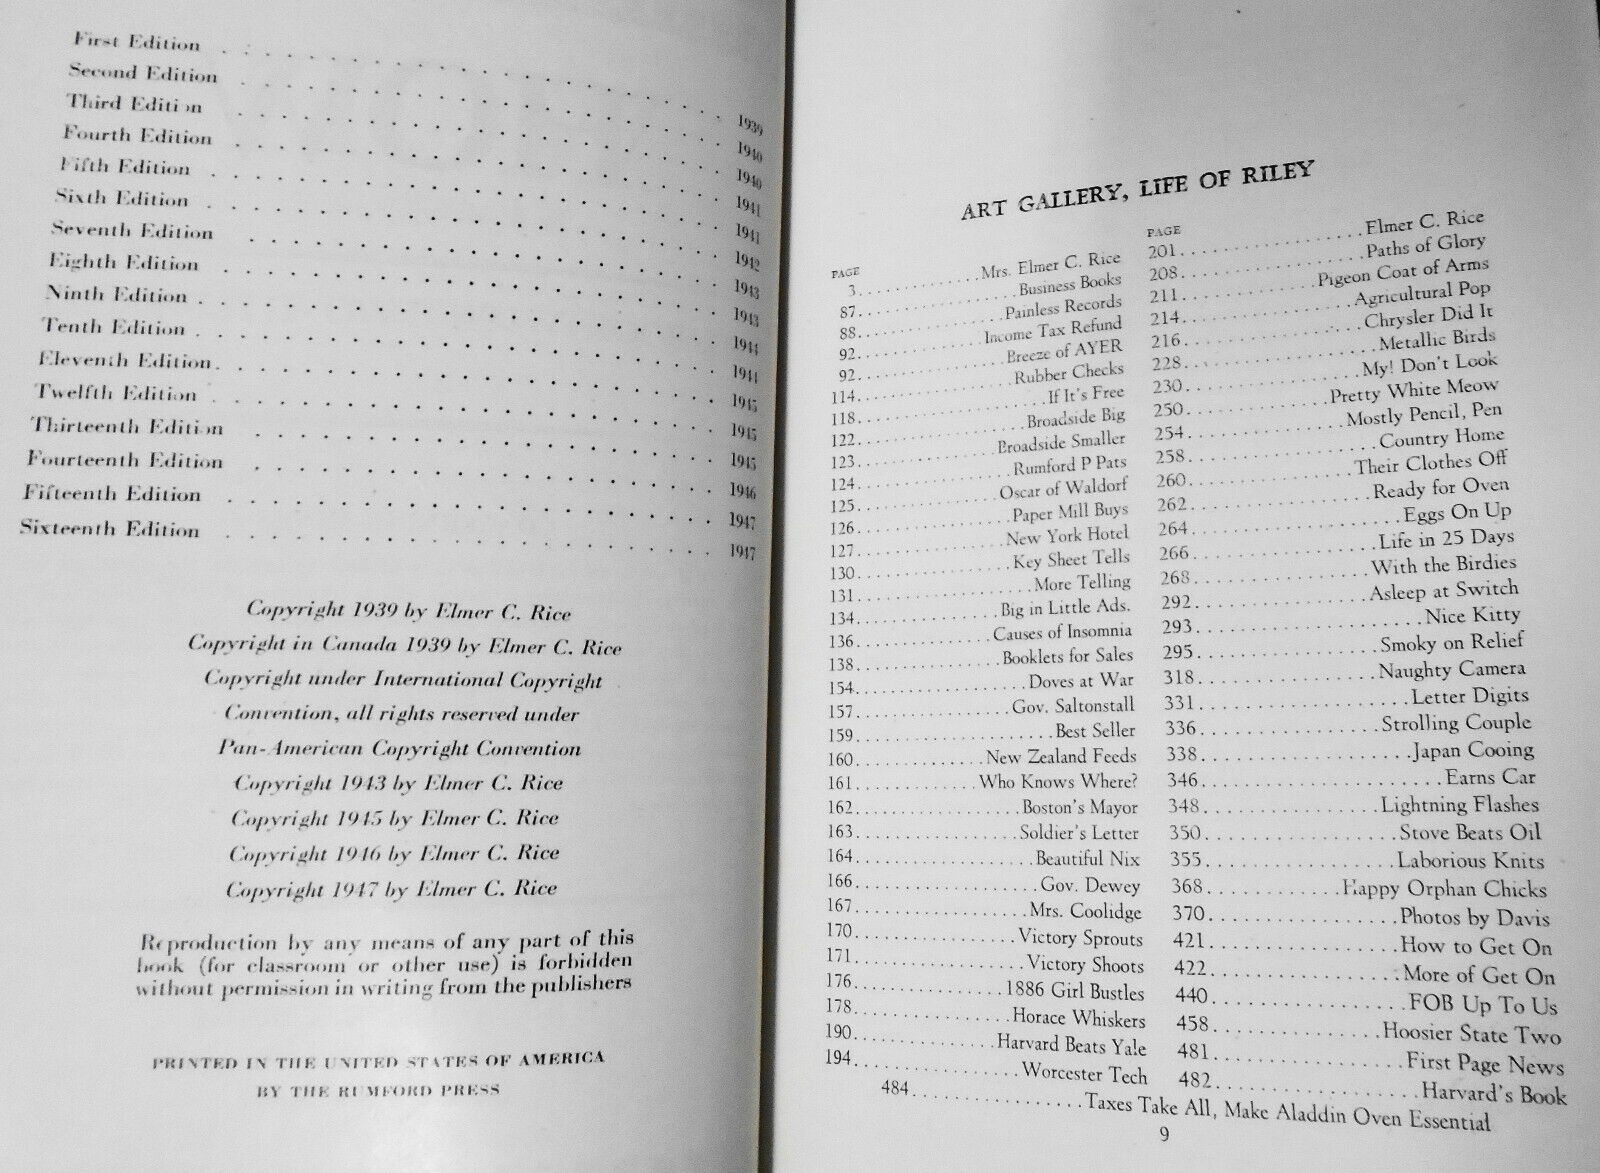 First Edition . . . . 1939
Second Edition . . . . 1940
Third Edition . . . . 1940
Fourth Edition . . . . 1941
Fifth Edition . . . . 1941
Sixth Edition . . . . 1942
Seventh Edition . . . . 1943
Eighth Edition . . . . 1943
Ninth Edition . . . . 1944
Tenth Edition . . . . 1944
Eleventh Edition . . . . 1945
Twelfth Edition . . . . 1945
Thirteenth Edition . . . . 1945
Fourteenth Edition . . . . 1946
Fifteenth Edition . . . . 1947
Sixteenth Edition . . . . 1947
Copyright 1939 by Elmer C. Rice
Copyright in Canada 1939 by Elmer C. Rice
Copyright under International Copyright
Convention, all rights reserved under
Pan-American Copyright Convention
Copyright 1943 by Elmer C. Rice
Copyright 1945 by Elmer C. Rice
Copyright 1946 by Elmer C. Rice
Copyright 1947 by Elmer C. Rice
Reproduction by any means of any part of this
book (for classroom or other use) is forbidden
without permission in writing from the publishers
PRINTED IN THE UNITED STATES OF AMERICA
BY THE RUMFORD PRESS
ART GALLERY, LIFE OF RILEY
PAGE
3 . . . . Mrs. Elmer C. Rice
87 . . . . Business Books
88 . . . . Painless Records
92 . . . . Income Tax Refund
92 . . . . Breeze of AYER
114 . . . . Rubber Checks
118 . . . . If It's Free
122 . . . . Broadside Big
123 . . . . Broadside Smaller
124 . . . . Rumford P Pats
125 . . . . Oscar of Waldorf
126 . . . . Paper Mill Buys
127 . . . . New York Hotel
130 . . . . Key Sheet Tells
131 . . . . More Telling
134 . . . . Big in Little Ads.
136 . . . . Causes of Insomnia
138 . . . . Booklets for Sales
154 . . . . Doves at War
157 . . . . Gov. Saltonstall
159 . . . . Best Seller
160 . . . . New Zealand Feeds
161 . . . . Who Knows Where?
162 . . . . Boston's Mayor
163 . . . . Soldier's Letter
164 . . . . Beautiful Nix
166 . . . . Gov. Dewey
167 . . . . Mrs. Coolidge
170 . . . . Victory Sprouts
171 . . . . Victory Shoots
176 . . . . 1886 Girl Bustles
178 . . . . Horace Whiskers
190 . . . . Harvard Beats Yale
194 . . . . Worcester Tech
PAGE
201 . . . . Elmer C. Rice
208 . . . . Paths of Glory
211 . . . . Pigeon Coat of Arms
214 . . . . Agricultural Pop
216 . . . . Chrysler Did It
228 . . . . Metallic Birds
230 . . . . My! Don't Look
250 . . . . Pretty White Meow
254 . . . . Mostly Pencil, Pen
258 . . . . Country Home
260 . . . . Their Clothes Off
262 . . . . Ready for Oven
264 . . . . Eggs On Up
266 . . . . Life in 25 Days
268 . . . . With the Birdies
292 . . . . Asleep at Switch
293 . . . . Nice Kitty
295 . . . . Smoky on Relief
318 . . . . Naughty Camera
331 . . . . Letter Digits
336 . . . . Strolling Couple
338 . . . . Japan Cooing
346 . . . . Earns Car
348 . . . . Lightning Flashes
350 . . . . Stove Beats Oil
355 . . . . Laborious Knits
368 . . . . Happy Orphan Chicks
370 . . . . Photos by Davis
421 . . . . How to Get On
422 . . . . More of Get On
440 . . . . FOB Up To Us
458 . . . . Hoosier State Two
481 . . . . First Page News
482 . . . . Harvard's Book
484 . . . . Taxes Take All, Make Aladdin Oven Essential
9